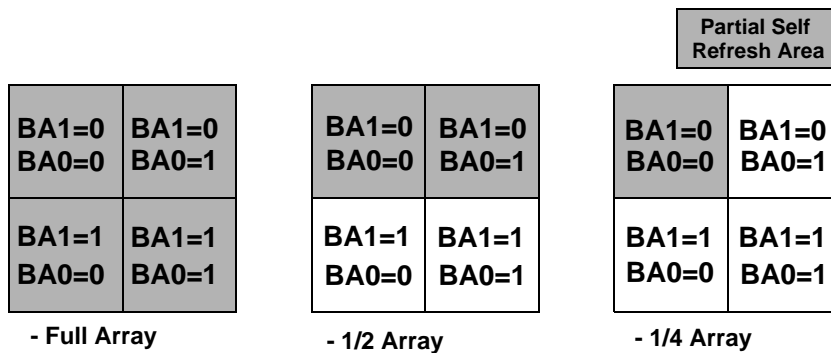 Partial Self
Refresh Area
BA1=0 BA1=0
BA0=0 BA0=1
BA1=1 BA1=1
BA0=0 BA0=1
- Full Array
BA1=0 BA1=0
BA0=0 BA0=1
BA1=1 BA1=1
BA0=0 BA0=1
- 1/2 Array
BA1=0 BA1=0
BA0=0 BA0=1
BA1=1 BA1=1
BA0=0 BA0=1
- 1/4 Array